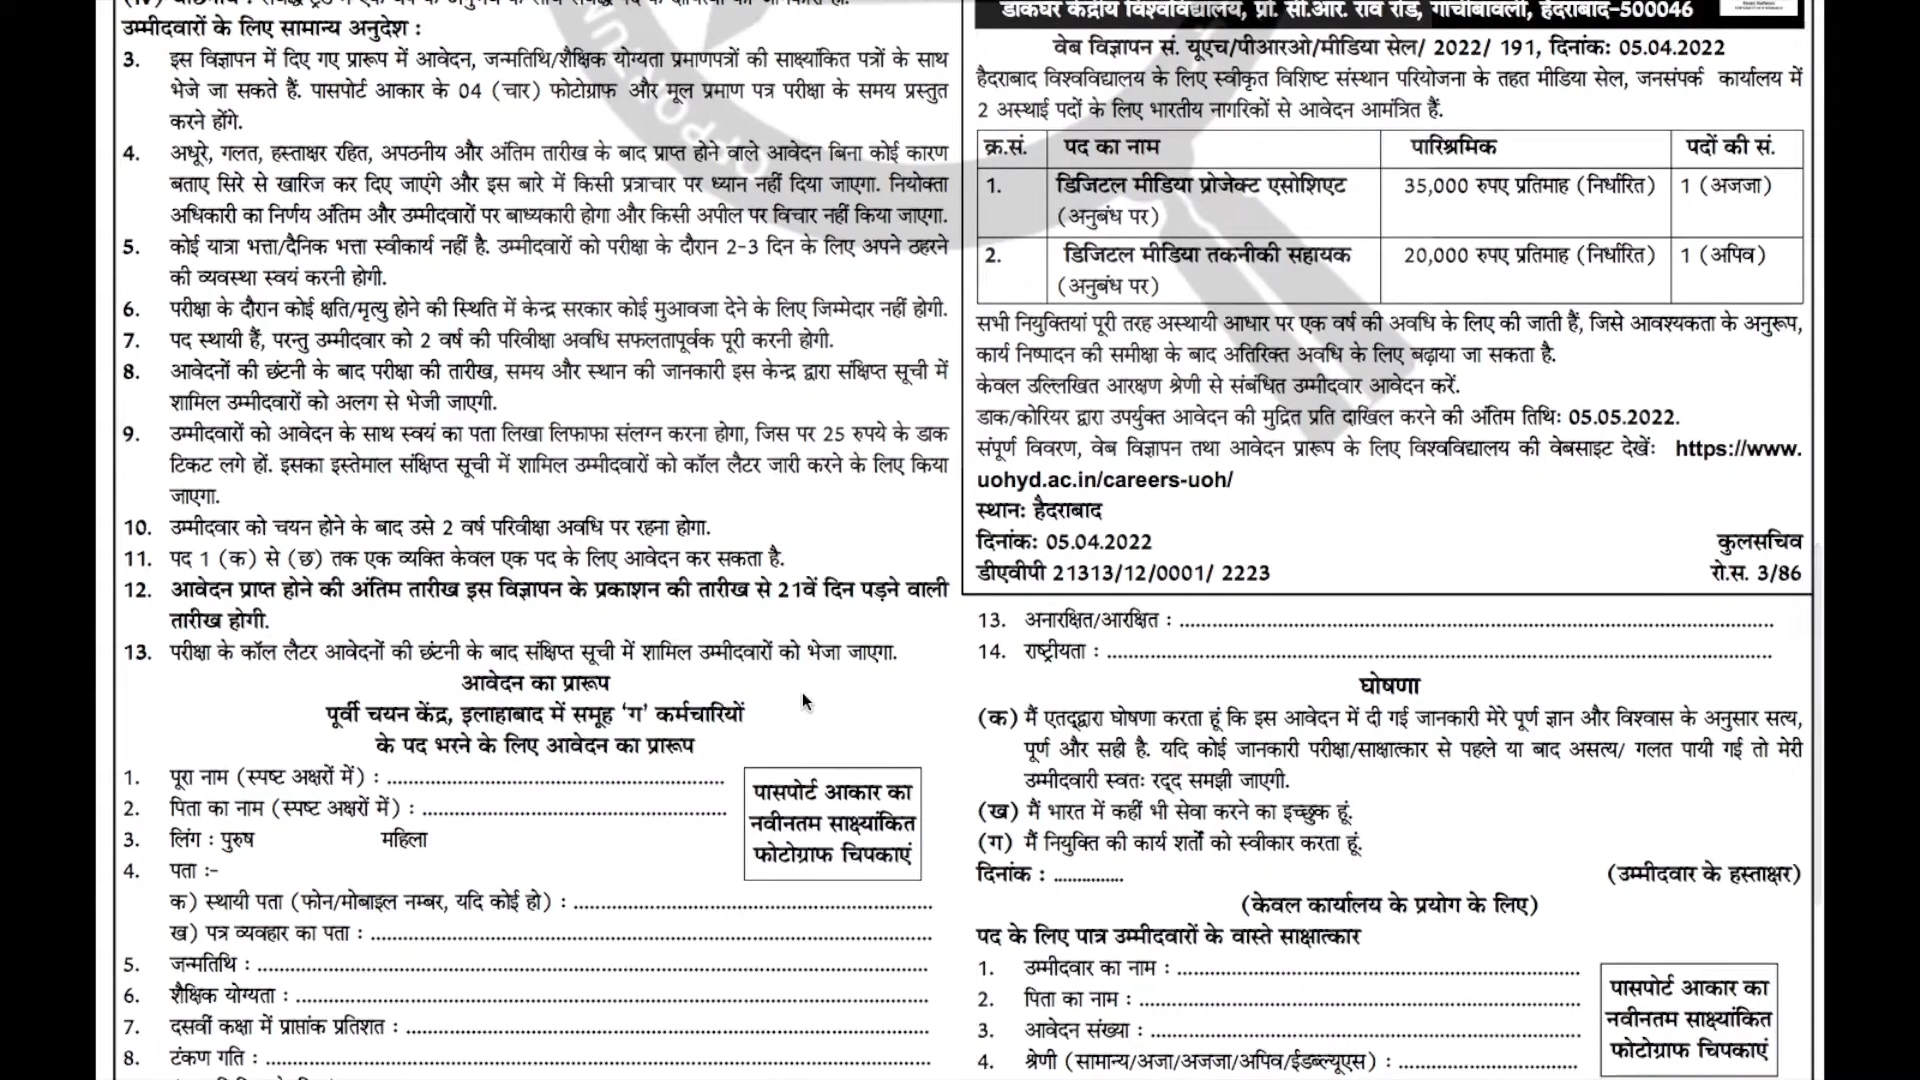 उम्मीदवारों के लिए सामान्य अनुदेश :
3. इस विज्ञापन में दिए गए प्रारूप में आवेदन, जन्मतिथि/शैक्षिक योग्यता प्रमाणपत्रों की साक्ष्यांकित पत्रों के साथ
भेजे जा सकते हैं. पासपोर्ट आकार के 04 (चार) फोटोग्राफ और मूल प्रमाण पत्र परीक्षा के समय प्रस्तुत
करने होंगे.
4. अधूरे, गलत, हस्ताक्षर रहित, अपठनीय और अंतिम तारीख के बाद प्राप्त होने वाले आवेदन बिना कोई कारण
बताए सिरे से खारिज कर दिए जाएंगे और इस बारे में किसी प्रत्राचार पर ध्यान नहीं दिया जाएगा. नियोक्ता
अधिकारी का निर्णय अंतिम और उम्मीदवारों पर बाध्यकारी होगा और किसी अपील पर विचार नहीं किया जाएगा.
5. कोई यात्रा भत्ता/दैनिक भत्ता स्वीकार्य नहीं है. उम्मीदवारों को परीक्षा के दौरान 2-3 दिन के लिए अपने ठहरने
की व्यवस्था स्वयं करनी होगी.
6. परीक्षा के दौरान कोई क्षति/मृत्यु होने की स्थिति में केन्द्र सरकार कोई मुआवजा देने के लिए जिम्मेदार नहीं होगी.
7. पद स्थायी हैं, परन्तु उम्मीदवार को 2 वर्ष की परिवीक्षा अवधि सफलतापूर्वक पूरी करनी होगी.
8. आवेदनों की छंटनी के बाद परीक्षा की तारीख, समय और स्थान की जानकारी इस केन्द्र द्वारा संक्षिप्त सूची में
शामिल उम्मीदवारों को अलग से भेजी जाएगी.
9. उम्मीदवारों को आवेदन के साथ स्वयं का पता लिखा लिफाफा संलग्न करना होगा, जिस पर 25 रुपये के डाक
टिकट लगे हों. इसका इस्तेमाल संक्षिप्त सूची में शामिल उम्मीदवारों को कॉल लैटर जारी करने के लिए किया
जाएगा.
10. उम्मीदवार को चयन होने के बाद उसे 2 वर्ष परिवीक्षा अवधि पर रहना होगा.
11. पद 1 (क) से (छ) तक एक व्यक्ति केवल एक पद के लिए आवेदन कर सकता है.
12. आवेदन प्राप्त होने की अंतिम तारीख इस विज्ञापन के प्रकाशन की तारीख से 21वें दिन पड़ने वाली
तारीख होगी.
13. परीक्षा के कॉल लैटर आवेदनों की छंटनी के बाद संक्षिप्त सूची में शामिल उम्मीदवारों को भेजा जाएगा.
आवेदन का प्रारूप
पूर्वी चयन केंद्र, इलाहाबाद में समूह ‘ग’ कर्मचारियों
के पद भरने के लिए आवेदन का प्रारूप
1. पूरा नाम (स्पष्ट अक्षरों में) : ..........
2. पिता का नाम (स्पष्ट अक्षरों में) : ..........
3. लिंग : पुरुष महिला
4. पता :-
पासपोर्ट आकार का
नवीनतम साक्ष्यांकित
फोटोग्राफ चिपकाएं
क) स्थायी पता (फोन/मोबाइल नम्बर, यदि कोई हो) : ..........
ख) पत्र व्यवहार का पता : ..........
5. जन्मतिथि : ..........
6. शैक्षिक योग्यता : ..........
7. दसवीं कक्षा में प्राप्तांक प्रतिशत : ..........
8. टंकण गति : ..........
डाकघर केंद्रीय विश्वविद्यालय, प्रो. सी.आर. राव रोड, गाचीबावली, हैदराबाद-500046
वेब विज्ञापन सं. यूएच/पीआरओ/मीडिया सेल/ 2022/ 191, दिनांक: 05.04.2022
हैदराबाद विश्वविद्यालय के लिए स्वीकृत विशिष्ट संस्थान परियोजना के तहत मीडिया सेल, जनसंपर्क कार्यालय में
2 अस्थाई पदों के लिए भारतीय नागरिकों से आवेदन आमंत्रित हैं.
क्र.सं. पद का नाम पारिश्रमिक पदों की सं.
1. डिजिटल मीडिया प्रोजेक्ट एसोशिएट 35,000 रुपए प्रतिमाह (निर्धारित) 1 (अजजा)
(अनुबंध पर)
2. डिजिटल मीडिया तकनीकी सहायक 20,000 रुपए प्रतिमाह (निर्धारित) 1 (अपिव)
(अनुबंध पर)
सभी नियुक्तियां पूरी तरह अस्थायी आधार पर एक वर्ष की अवधि के लिए की जाती हैं, जिसे आवश्यकता के अनुरूप,
कार्य निष्पादन की समीक्षा के बाद अतिरिक्त अवधि के लिए बढ़ाया जा सकता है.
केवल उल्लिखित आरक्षण श्रेणी से संबंधित उम्मीदवार आवेदन करें.
डाक/कोरियर द्वारा उपर्युक्त आवेदन की मुद्रित प्रति दाखिल करने की अंतिम तिथि: 05.05.2022.
संपूर्ण विवरण, वेब विज्ञापन तथा आवेदन प्रारूप के लिए विश्वविद्यालय की वेबसाइट देखें: https://www.
uohyd.ac.in/careers-uoh/
स्थान: हैदराबाद
दिनांक: 05.04.2022 कुलसचिव
डीएवीपी 21313/12/0001/ 2223 रो.स. 3/86
13. अनारक्षित/आरक्षित : ..........
14. राष्ट्रीयता : ..........
घोषणा
(क) मैं एतद्द्वारा घोषणा करता हूं कि इस आवेदन में दी गई जानकारी मेरे पूर्ण ज्ञान और विश्वास के अनुसार सत्य,
पूर्ण और सही है. यदि कोई जानकारी परीक्षा/साक्षात्कार से पहले या बाद असत्य/ गलत पायी गई तो मेरी
उम्मीदवारी स्वतः रद्द समझी जाएगी.
(ख) मैं भारत में कहीं भी सेवा करने का इच्छुक हूं.
(ग) मैं नियुक्ति की कार्य शर्तों को स्वीकार करता हूं.
दिनांक : ............... (उम्मीदवार के हस्ताक्षर)
(केवल कार्यालय के प्रयोग के लिए)
पद के लिए पात्र उम्मीदवारों के वास्ते साक्षात्कार
1. उम्मीदवार का नाम : ..........
2. पिता का नाम : ..........
3. आवेदन संख्या : ..........
4. श्रेणी (सामान्य/अजा/अजजा/अपिव/ईडब्ल्यूएस) : ..........
पासपोर्ट आकार का
नवीनतम साक्ष्यांकित
फोटोग्राफ चिपकाएं